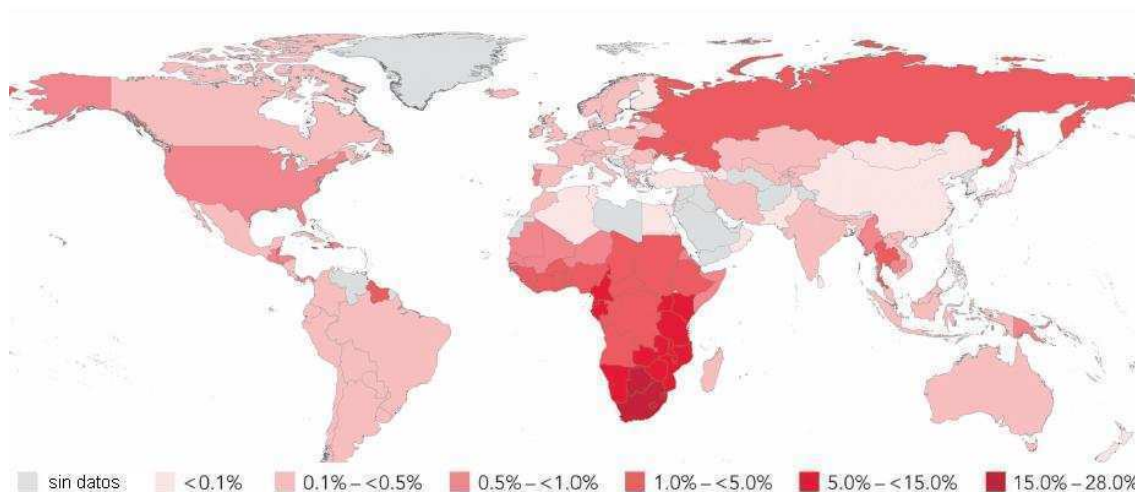 sin datos <0.1% 0.1% – <0.5% 0.5% – <1.0% 1.0% – <5.0% 5.0% – <15.0% 15.0% – 28.0%